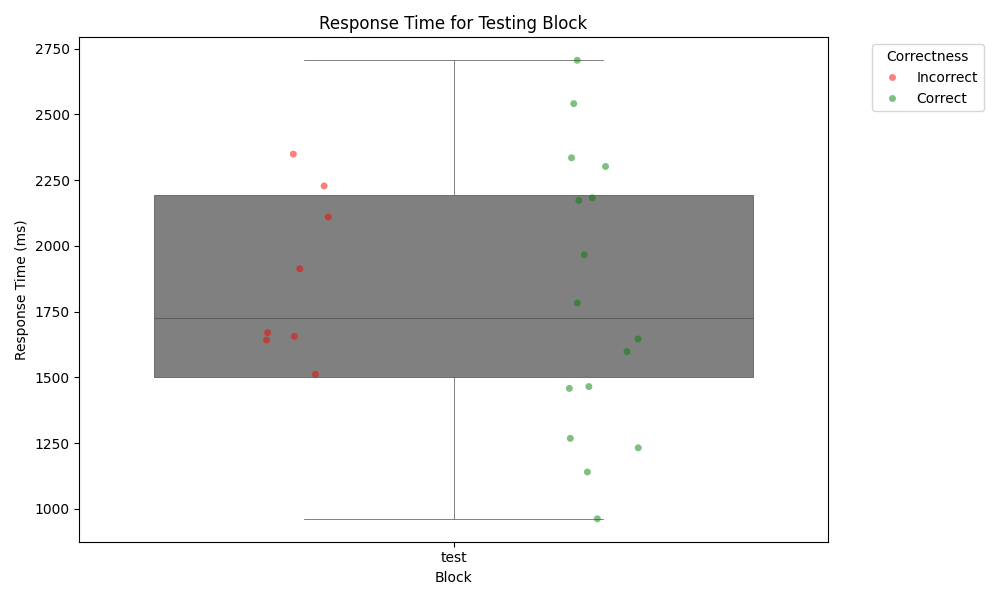 Response Time for Testing Block
Correctness
Incorrect
Correct
Response Time (ms)
2750
2500
2250
2000
1750
1500
1250
1000
test
Block